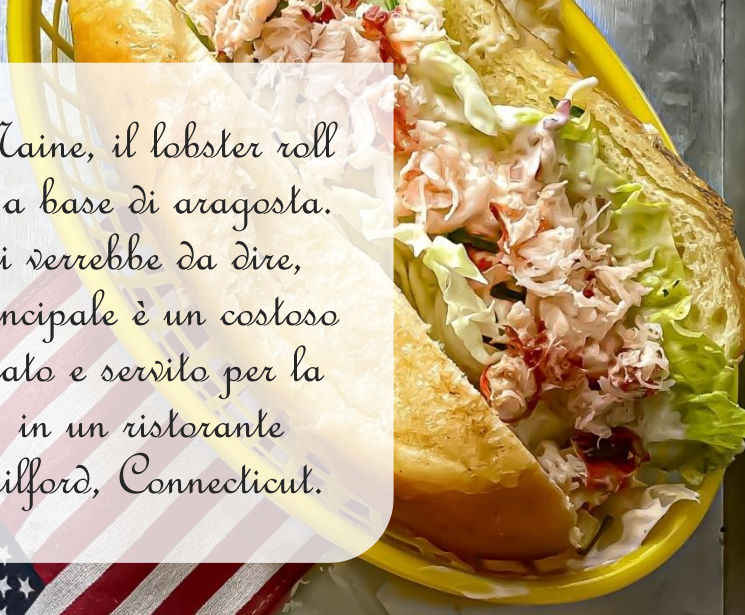 Maine, il lobster roll
a base di aragosta.
i verrebbe da dire,
ncipale è un costoso
ato e servito per la
in un ristorante
ilford, Connecticut.